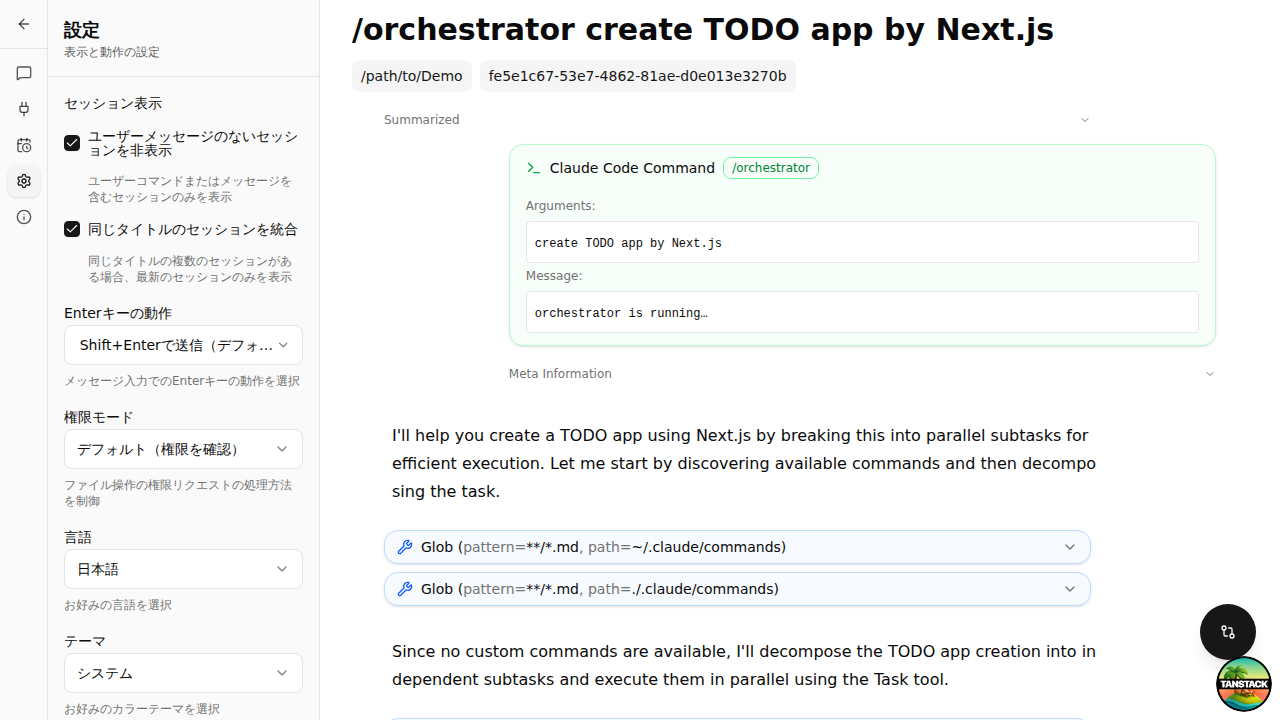 設定
表示と動作の設定
セッション表示
ユーザーメッセージのないセッシ
ョンを非表示
ユーザーコマンドまたはメッセージを
含むセッションのみを表示
同じタイトルのセッションを統合
同じタイトルの複数のセッションがあ
る場合、最新のセッションのみを表示
Enterキーの動作
Shift+Enterで送信（デフォ...
メッセージ入力でのEnterキーの動作を選択
権限モード
デフォルト（権限を確認）
ファイル操作の権限リクエストの処理方法
を制御
言語
日本語
お好みの言語を選択
テーマ
システム
お好みのカラーテーマを選択
/orchestrator create TODO app by Next.js
/path/to/Demo
fe5e1c67-53e7-4862-81ae-d0e013e3270b
Summarized
Claude Code Command
/orchestrator
Arguments:
create TODO app by Next.js
Message:
orchestrator is running…
Meta Information
I'll help you create a TODO app using Next.js by breaking this into parallel subtasks for
efficient execution. Let me start by discovering available commands and then decompo
sing the task.
Glob (pattern=**/*.md, path=~/.claude/commands)
Glob (pattern=**/*.md, path=./.claude/commands)
Since no custom commands are available, I'll decompose the TODO app creation into in
dependent subtasks and execute them in parallel using the Task tool.
TANSTACK